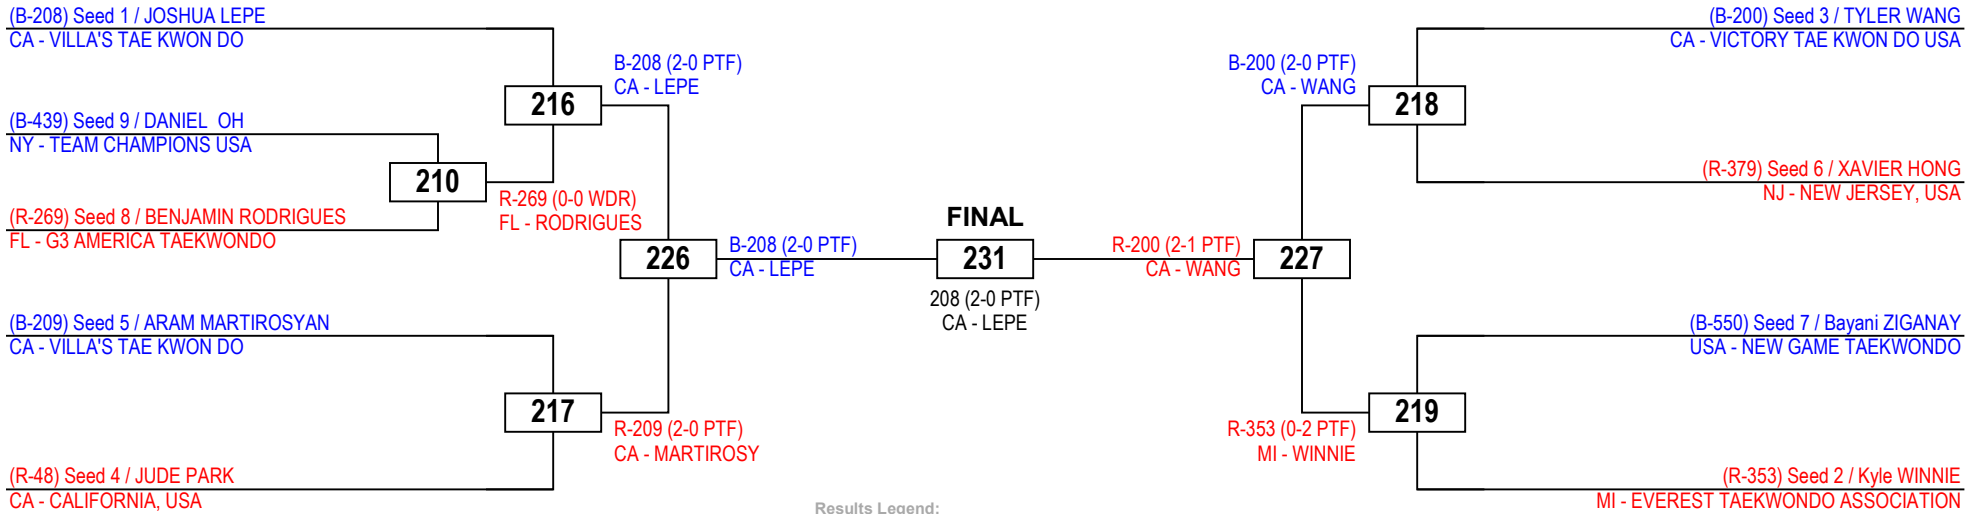 (B-208) Seed 1 / JOSHUA LEPE
CA - VILLA'S TAE KWON DO
B-208 (2-0 PTF)
CA - LEPE
216
(B-439) Seed 9 / DANIEL  OH
NY - TEAM CHAMPIONS USA
210
R-269 (0-0 WDR)
FL - RODRIGUES
(R-269) Seed 8 / BENJAMIN RODRIGUES
FL - G3 AMERICA TAEKWONDO
226
B-208 (2-0 PTF)
CA - LEPE
(B-209) Seed 5 / ARAM MARTIROSYAN
CA - VILLA'S TAE KWON DO
217
R-209 (2-0 PTF)
CA - MARTIROSY
(R-48) Seed 4 / JUDE PARK
CA - CALIFORNIA, USA
FINAL
231
208 (2-0 PTF)
CA - LEPE
(B-200) Seed 3 / TYLER WANG
CA - VICTORY TAE KWON DO USA
B-200 (2-0 PTF)
CA - WANG
218
(R-379) Seed 6 / XAVIER HONG
NJ - NEW JERSEY, USA
R-200 (2-1 PTF)
CA - WANG
227
(B-550) Seed 7 / Bayani ZIGANAY
USA - NEW GAME TAEKWONDO
219
R-353 (0-2 PTF)
MI - WINNIE
(R-353) Seed 2 / Kyle WINNIE
MI - EVEREST TAEKWONDO ASSOCIATION
Results Legend: